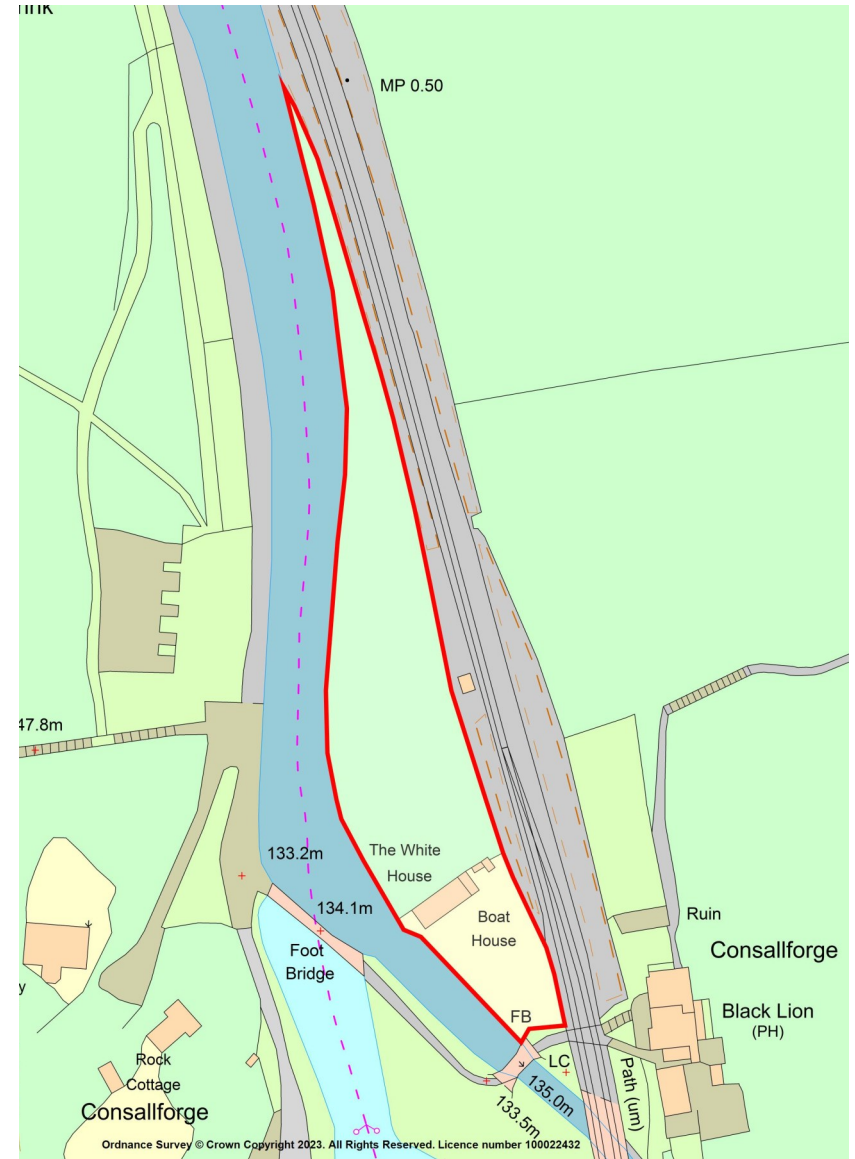 MP 0.50
47.8m
133.2m
The White
House
134.1m
Boat
House
Foot
Bridge
Ruin
Consallforge
Black Lion
(PH)
FB
LC
Path (um)
135.0m
133.5m
Rock
Cottage
Consallforge
Ordnance Survey © Crown Copyright 2023. All Rights Reserved. Licence number 100022432